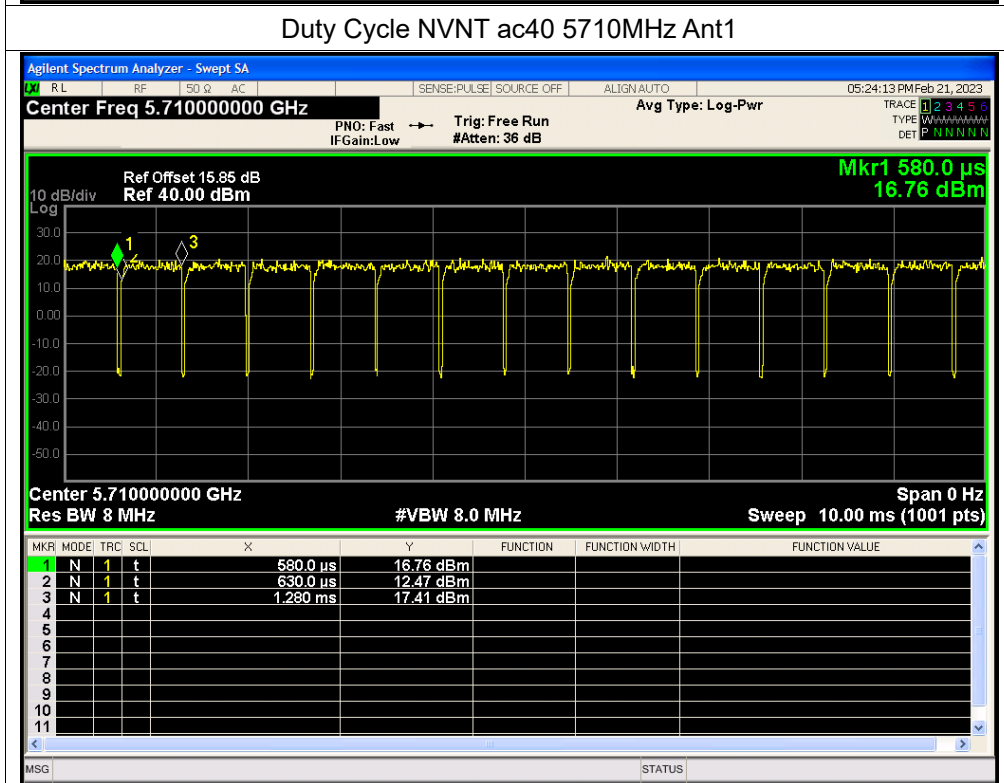 Duty Cycle NVNT ac40 5710MHz Ant1
Agilent Spectrum Analyzer - Swept SA
LXI RL RF 50 Ω AC SENSE:PULSE SOURCE OFF ALIGNAUTO 05:24:13 PMFeb 21, 2023
Center Freq 5.710000000 GHz Avg Type: Log-Pwr TRACE 1 2 3 4 5 6
PNO: Fast Trig: Free Run TYPE WWWWWW
IFGain:Low #Atten: 36 dB DET P N N N N N
Mkr1 580.0 µs
Ref Offset 15.85 dB 16.76 dBm
10 dB/div Ref 40.00 dBm
Log
30.0
20.0
10.0
0.00
-10.0
-20.0
-30.0
-40.0
-50.0
1
2
3
Center 5.710000000 GHz Span 0 Hz
Res BW 8 MHz #VBW 8.0 MHz Sweep 10.00 ms (1001 pts)
MKR MODE TRC SCL X Y FUNCTION FUNCTION WIDTH FUNCTION VALUE
1 N 1 t 580.0 µs 16.76 dBm
2 N 1 t 630.0 µs 12.47 dBm
3 N 1 t 1.280 ms 17.41 dBm
4
5
6
7
8
9
10
11
MSG STATUS